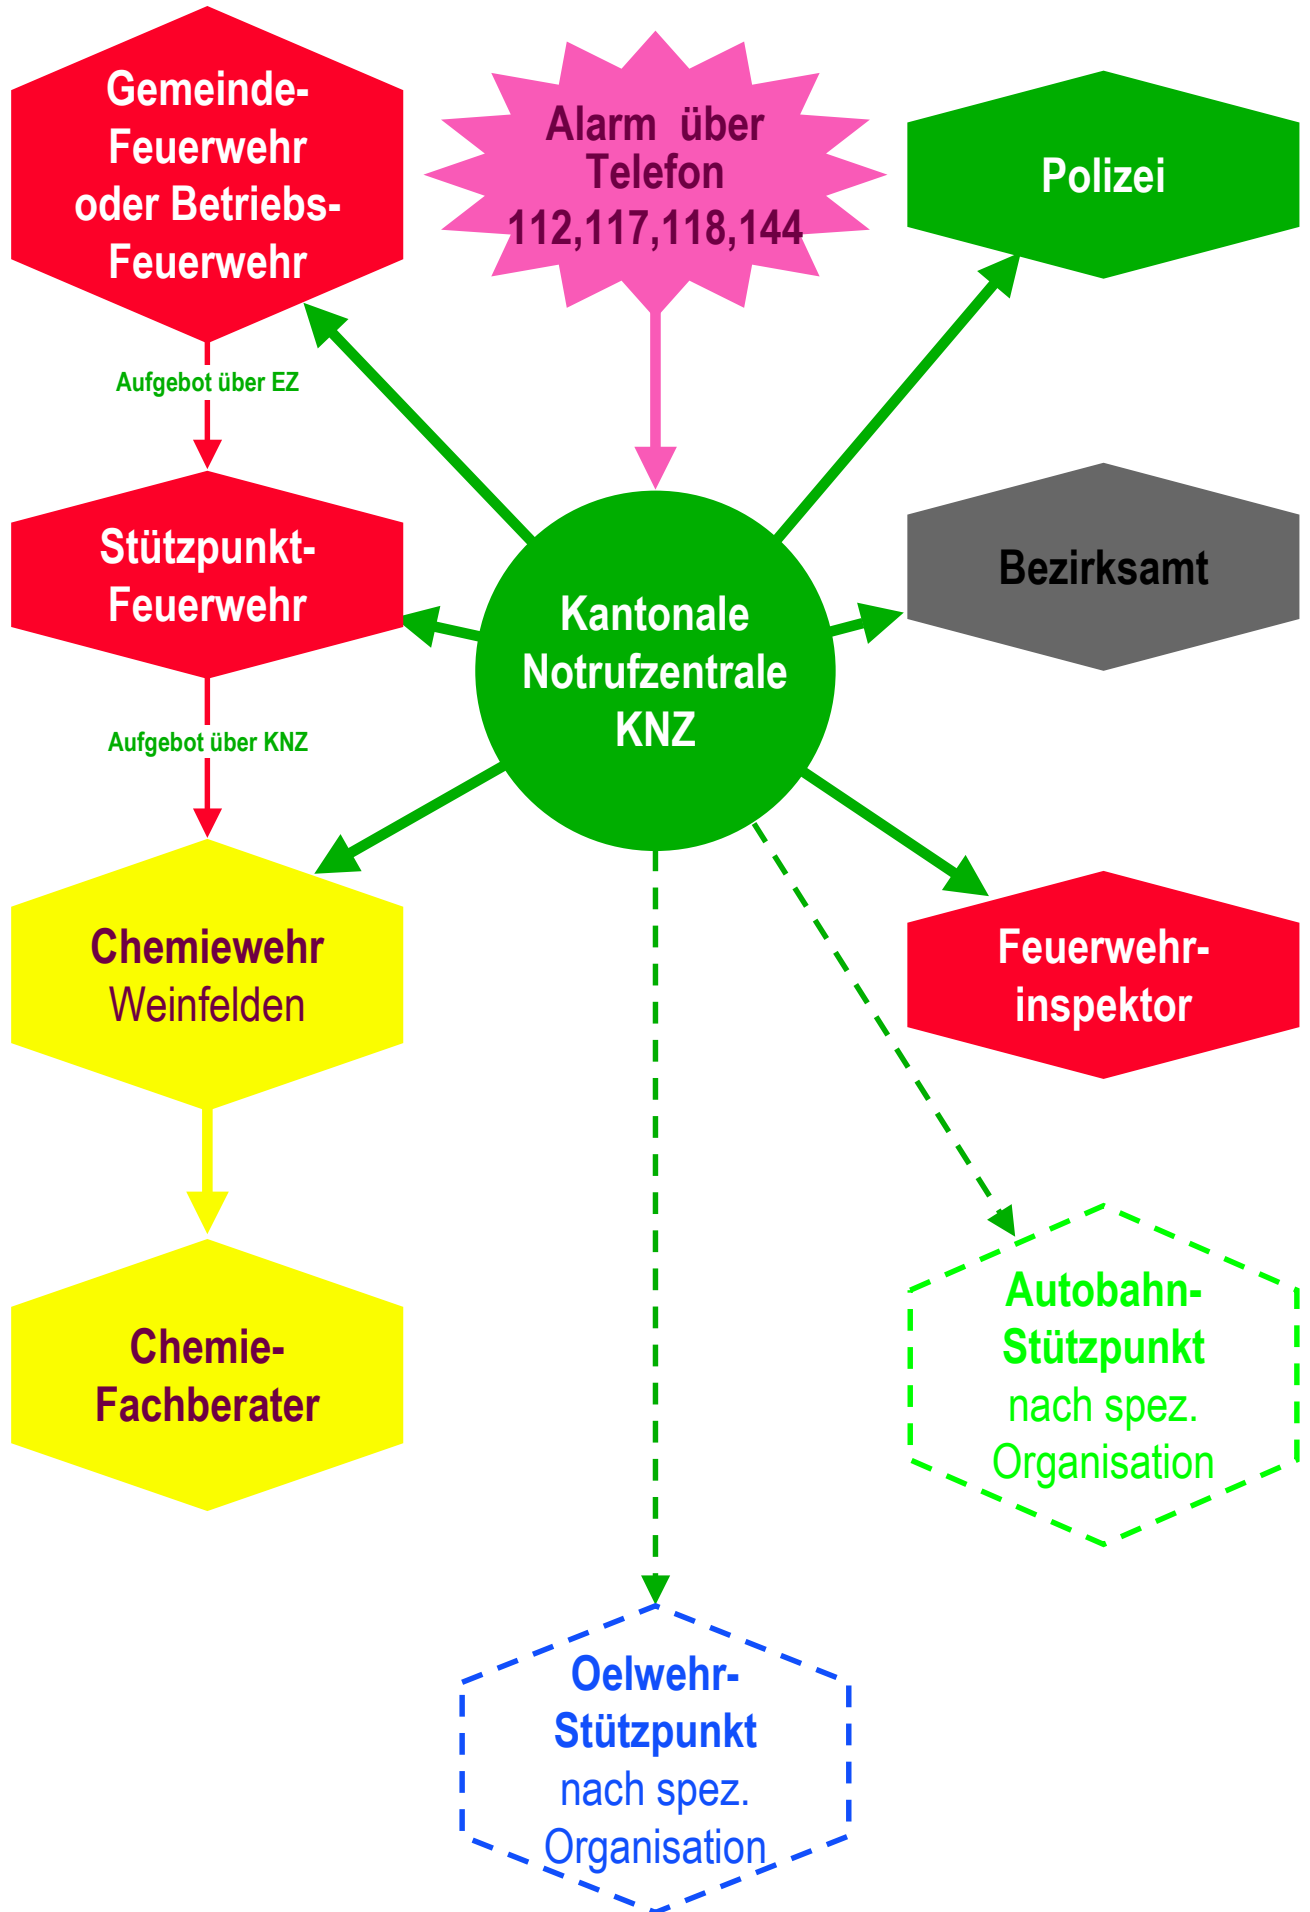 Gemeinde-
Feuerwehr
oder Betriebs-
Feuerwehr
Alarm über
Telefon
112,117,118,144
Polizei
Aufgebot über EZ
Stützpunkt-
Feuerwehr
Kantonale
Notrufzentrale
KNZ
Bezirksamt
Aufgebot über KNZ
Chemiewehr
Weinfelden
Feuerwehr-
inspektor
Chemie-
Fachberater
Autobahn-
Stützpunkt
nach spez.
Organisation
Oelwehr-
Stützpunkt
nach spez.
Organisation